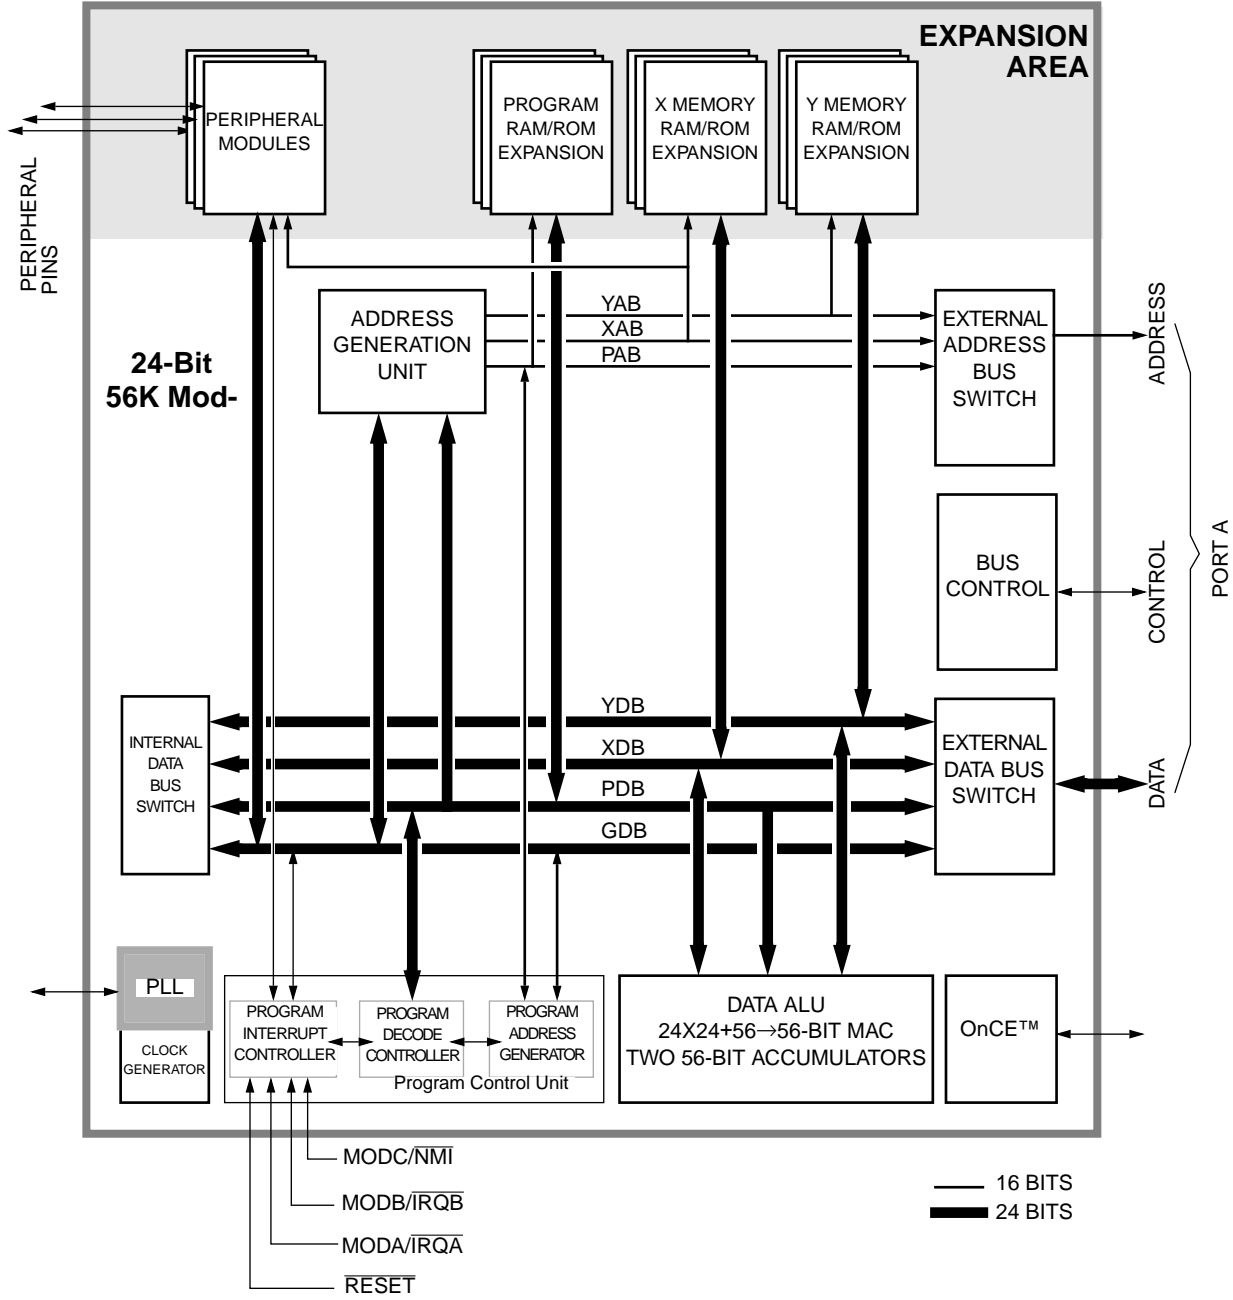 EXPANSION
AREA
PERIPHERAL
MODULES
PROGRAM
RAM/ROM
EXPANSION
X MEMORY
RAM/ROM
EXPANSION
Y MEMORY
RAM/ROM
EXPANSION
PERIPHERAL
PINS
24-Bit
56K Mod-
ADDRESS
GENERATION
UNIT
YAB
XAB
PAB
EXTERNAL
ADDRESS
BUS
SWITCH
ADDRESS
BUS
CONTROL
CONTROL
PORT A
INTERNAL
DATA
BUS
SWITCH
YDB
XDB
PDB
GDB
EXTERNAL
DATA BUS
SWITCH
DATA
PLL
CLOCK
GENERATOR
PROGRAM
INTERRUPT
CONTROLLER
PROGRAM
DECODE
CONTROLLER
PROGRAM
ADDRESS
GENERATOR
Program Control Unit
DATA ALU
24X24+56→56-BIT MAC
TWO 56-BIT ACCUMULATORS
OnCE™
MODC/N̅M̅I̅
MODB/I̅R̅Q̅B̅
MODA/I̅R̅Q̅A̅
R̅E̅S̅E̅T̅
16 BITS
24 BITS